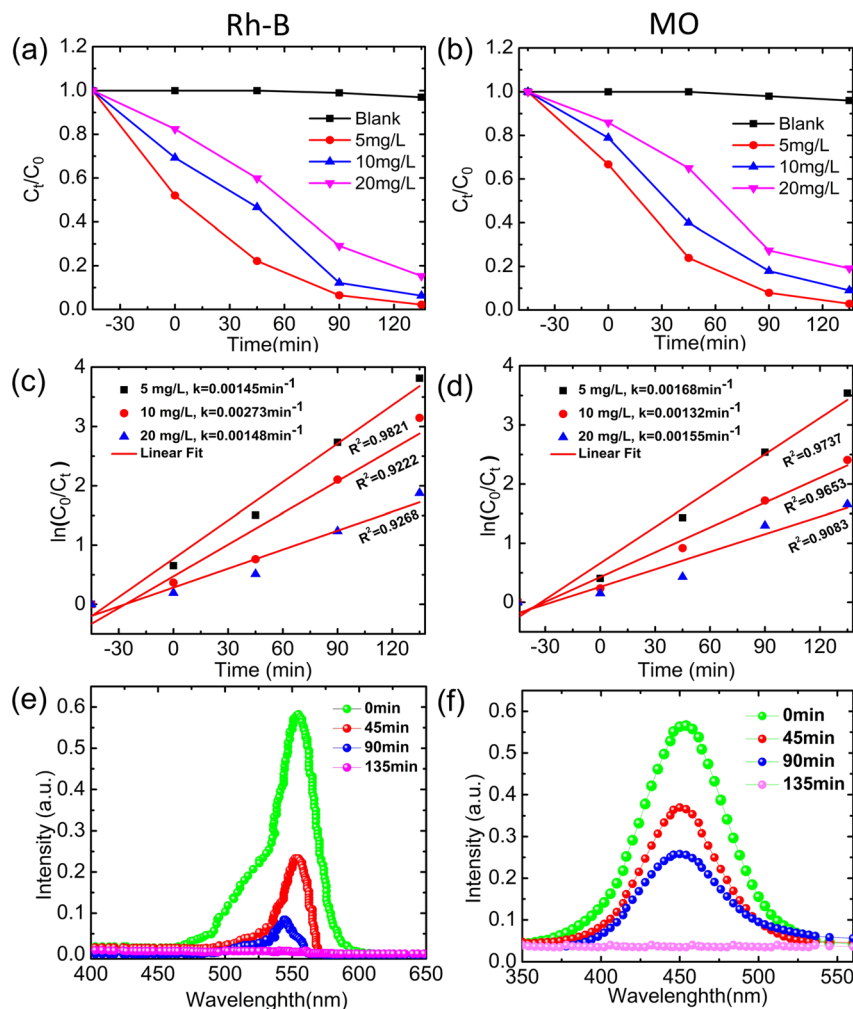 Rh-B
MO
(a)
1.2
1.0
0.8
0.6
0.4
0.2
0.0
Cₜ/C₀
Blank
5mg/L
10mg/L
20mg/L
-30 0 30 60 90 120
Time(min)
(b)
1.2
1.0
0.8
0.6
0.4
0.2
0.0
Cₜ/C₀
Blank
5mg/L
10mg/L
20mg/L
-30 0 30 60 90 120
Time(min)
(c)
4
3
2
1
0
ln(C₀/Cₜ)
5 mg/L, k=0.00145min⁻¹
10 mg/L, k=0.00273min⁻¹
20 mg/L, k=0.00148min⁻¹
Linear Fit
R²=0.9821
R²=0.9222
R²=0.9268
-30 0 30 60 90 120
Time (min)
(d)
4
3
2
1
0
ln(C₀/Cₜ)
5 mg/L, k=0.00168min⁻¹
10 mg/L, k=0.00132min⁻¹
20 mg/L, k=0.00155min⁻¹
Linear Fit
R²=0.9737
R²=0.9653
R²=0.9083
-30 0 30 60 90 120
Time (min)
(e)
0.6
0.5
0.4
0.3
0.2
0.1
0.0
Intensity (a.u.)
0min
45min
90min
135min
400 450 500 550 600 650
Wavelenghth(nm)
(f)
0.6
0.5
0.4
0.3
0.2
0.1
0.0
Intensity (a.u.)
0min
45min
90min
135min
350 400 450 500 550
Wavelenghth(nm)